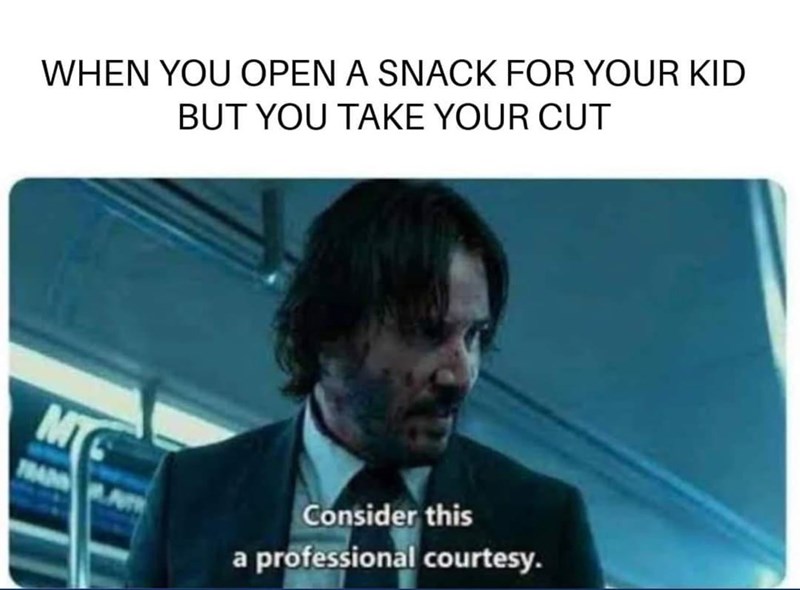 WHEN YOU OPEN A SNACK FOR YOUR KID
BUT YOU TAKE YOUR CUT
Consider this
a professional courtesy.